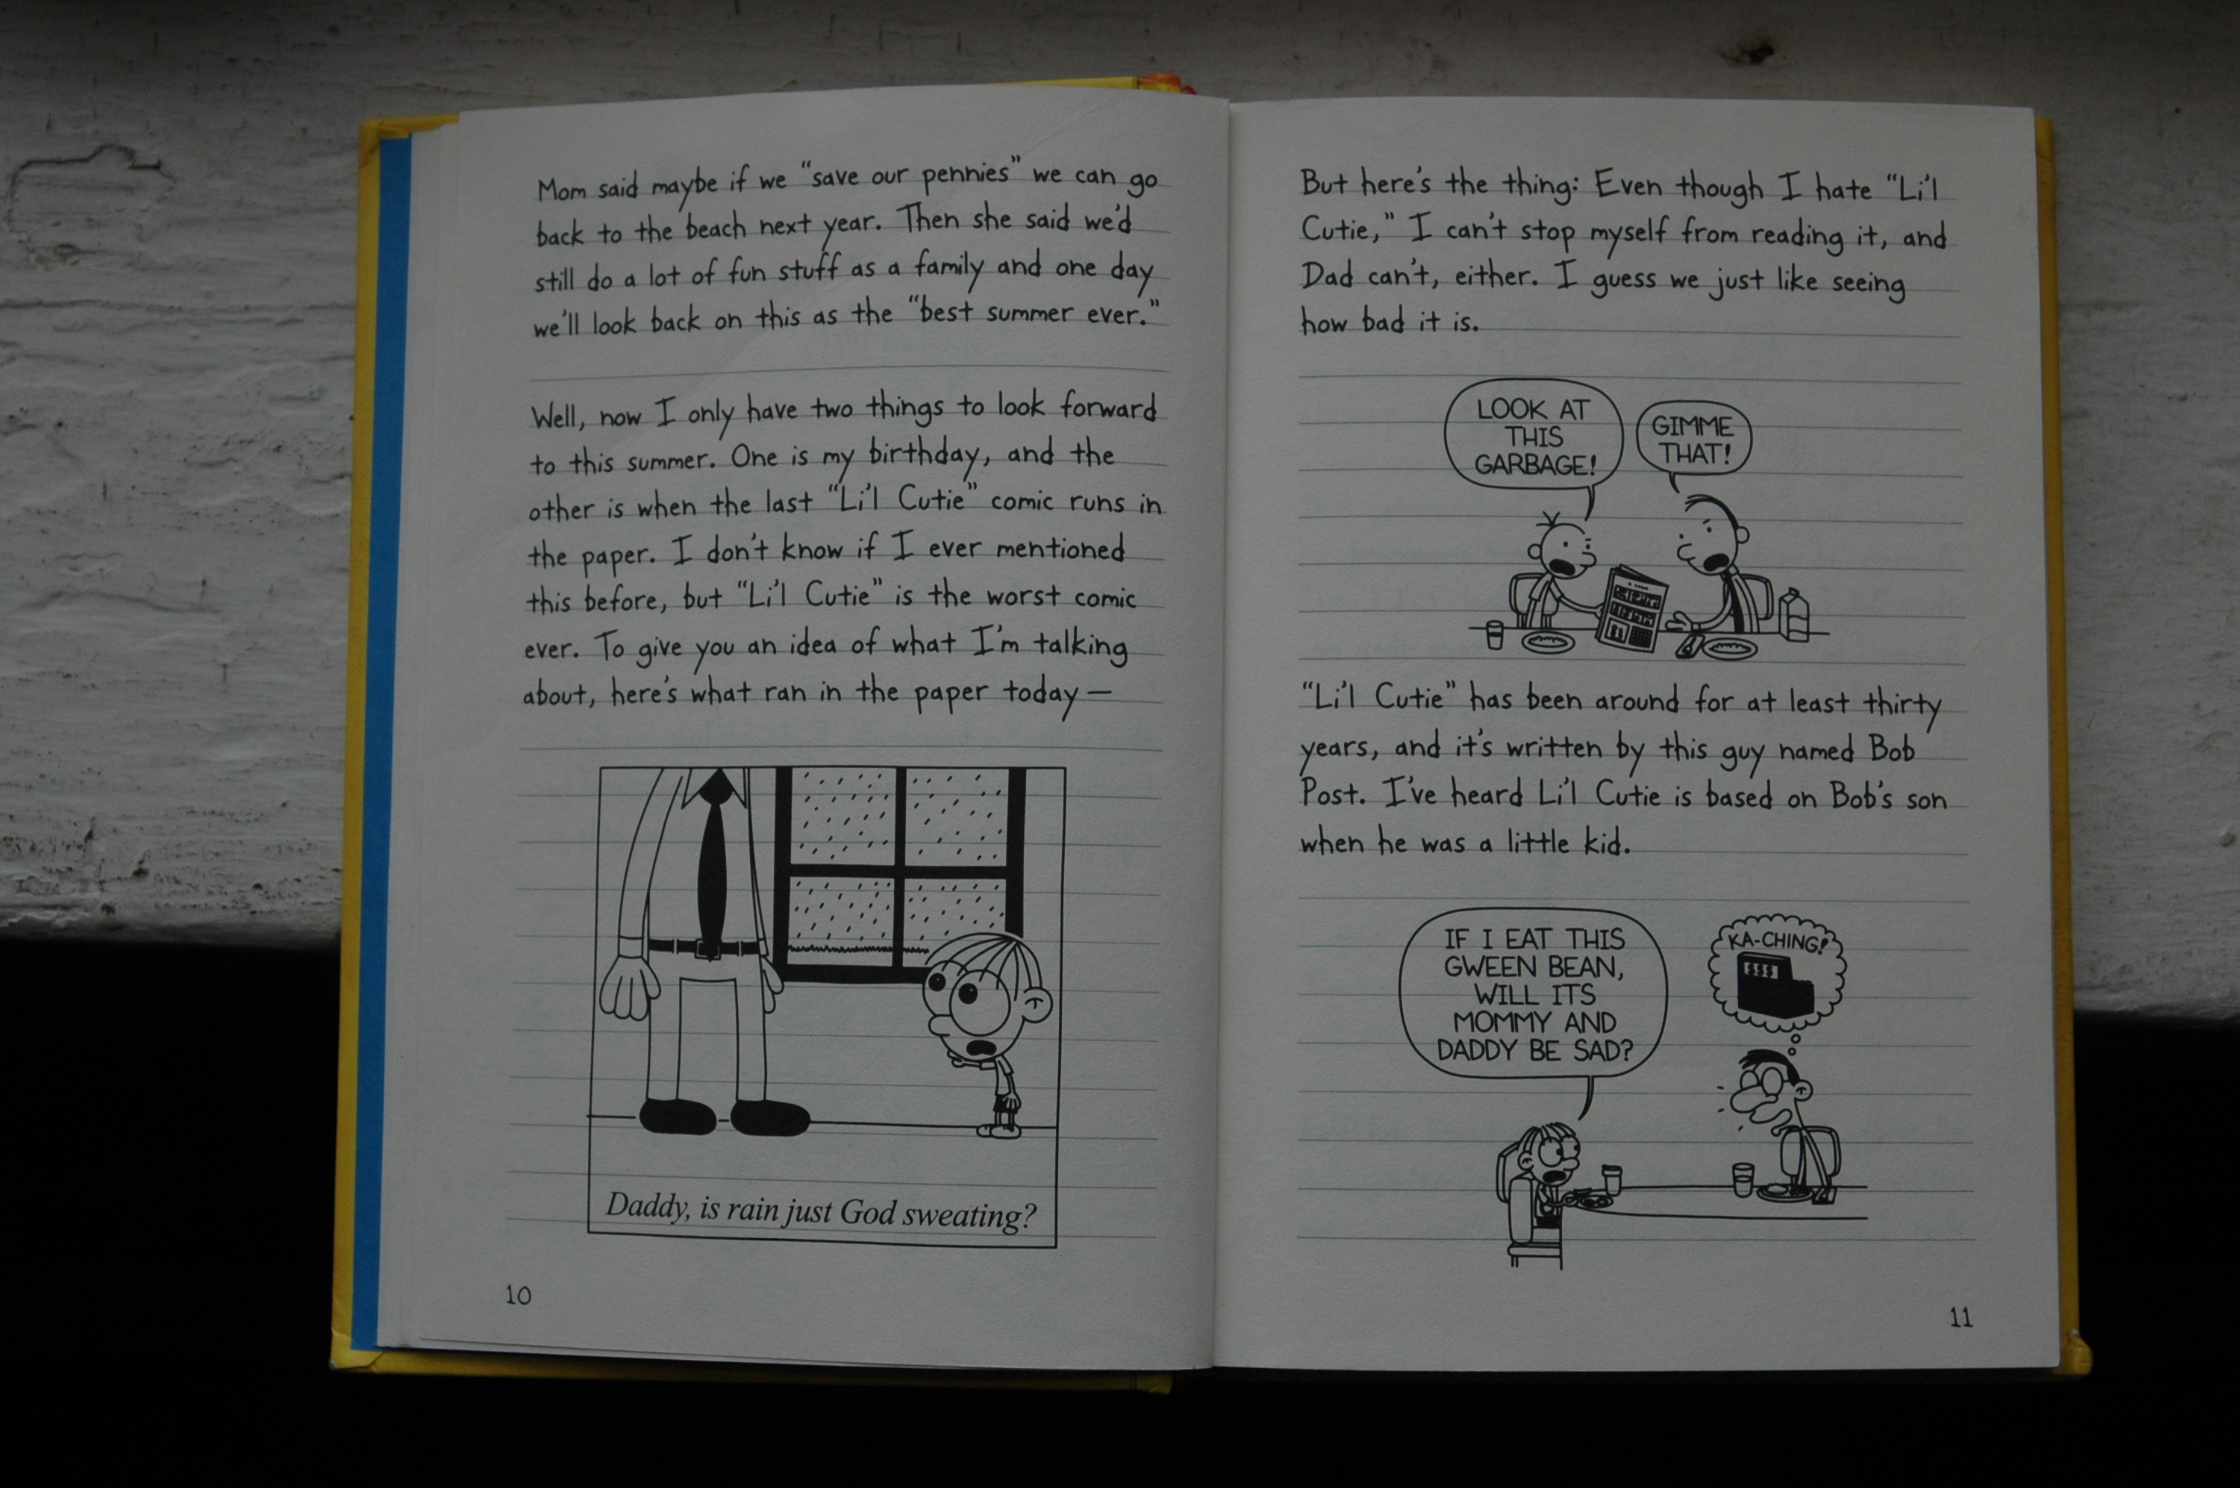 Mom said maybe if we “save our pennies” we can go
back to the beach next year. Then she said we'd
still do a lot of fun stuff as a family and one day
we'll look back on this as the “best summer ever.”
Well, now I only have two things to look forward
to this summer. One is my birthday, and the
other is when the last “Li'l Cutie” comic runs in
the paper. I don't know if I ever mentioned
this before, but “Li'l Cutie” is the worst comic
ever. To give you an idea of what I'm talking
about, here's what ran in the paper today—
Daddy, is rain just God sweating?
10
But here's the thing: Even though I hate “Li'l
Cutie,” I can't stop myself from reading it, and
Dad can't, either. I guess we just like seeing
how bad it is.
LOOK AT
THIS
GARBAGE!
GIMME
THAT!
“Li'l Cutie” has been around for at least thirty
years, and it's written by this guy named Bob
Post. I've heard Li'l Cutie is based on Bob's son
when he was a little kid.
IF I EAT THIS
GWEEN BEAN,
WILL ITS
MOMMY AND
DADDY BE SAD?
KA-CHING!
$$$
11